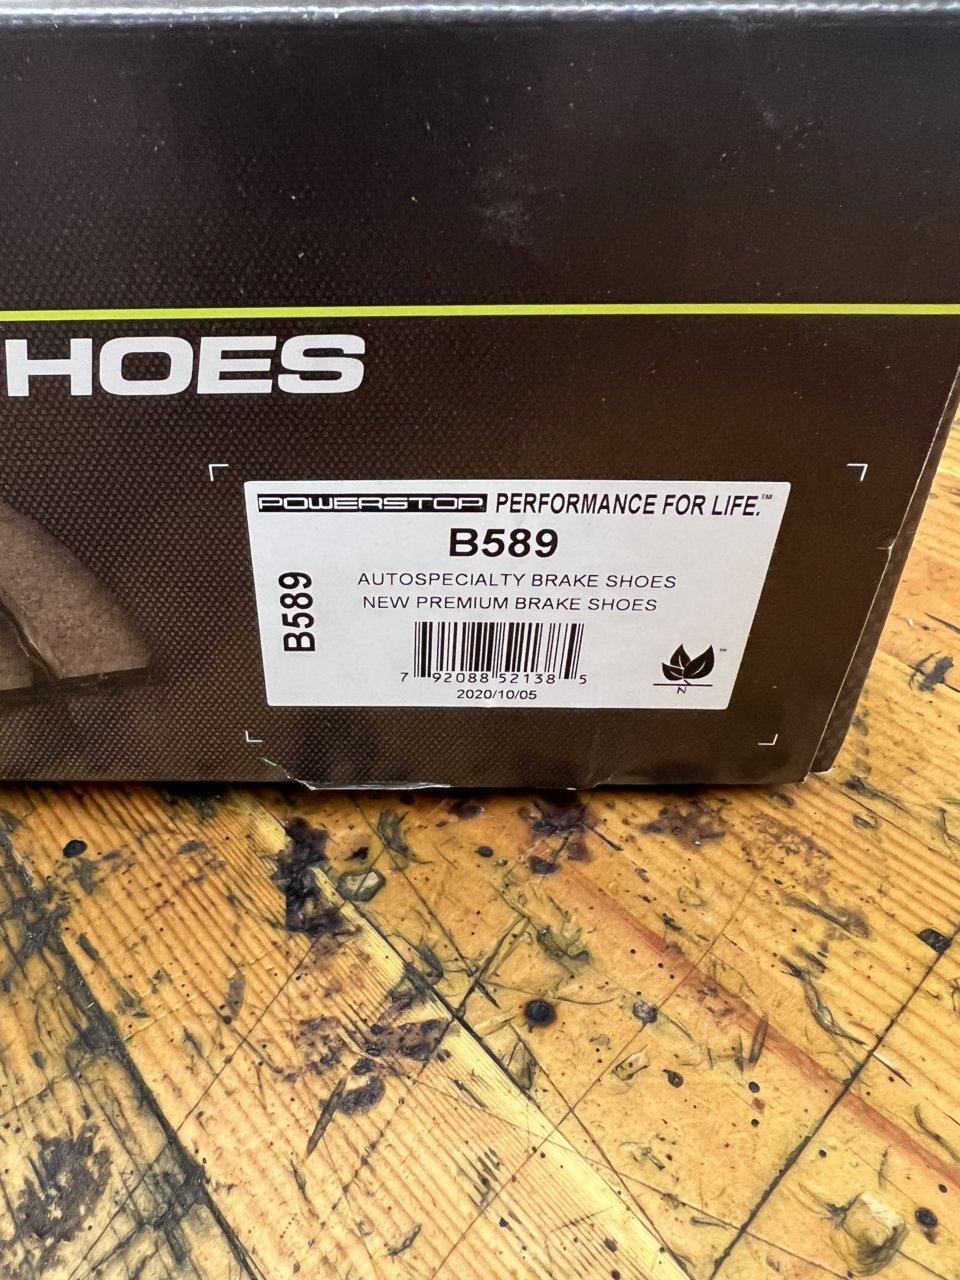 HOES
POWERSTOP PERFORMANCE FOR LIFE.™
B589
B589
AUTOSPECIALTY BRAKE SHOES
NEW PREMIUM BRAKE SHOES
7 92088 52138 5
2020/10/05
N
SM